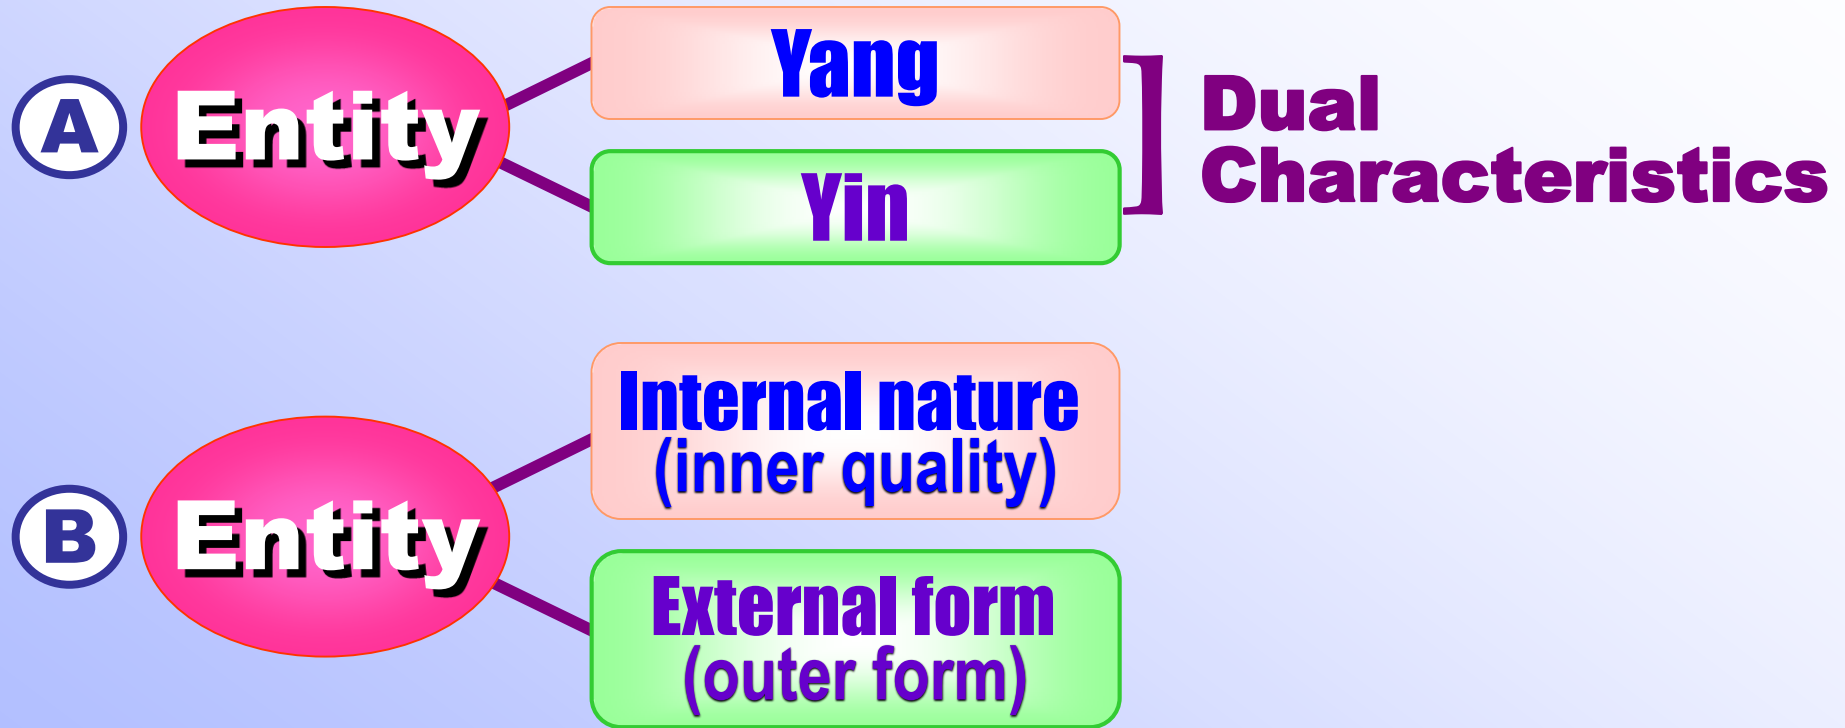 A
Entity
Yang
Yin
Dual
Characteristics
B
Entity
Internal nature
(inner quality)
External form
(outer form)